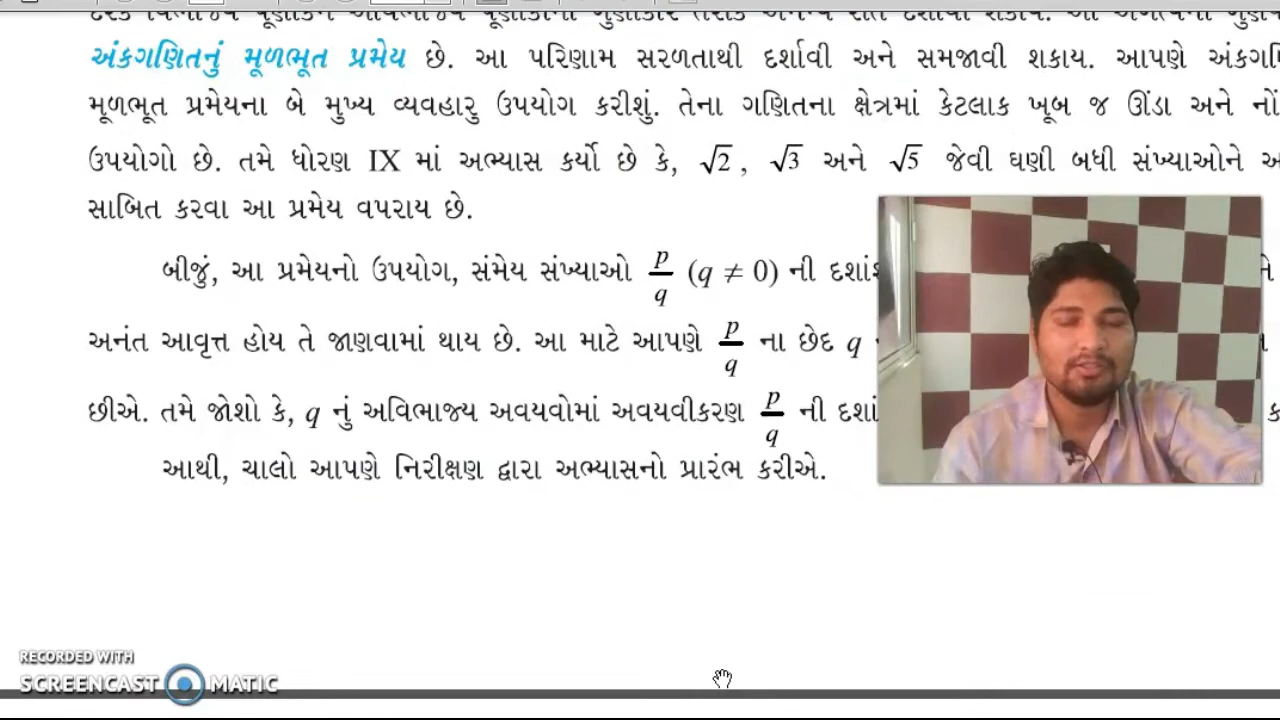 અંકગણિતનું મૂળભૂત પ્રમેય છે. આ પરિણામ સરળતાથી દર્શાવી અને સમજાવી શકાય. આપણે
મૂળભૂત પ્રમેયના બે મુખ્ય વ્યવહારુ ઉપયોગ કરીશું. તેના ગણિતના ક્ષેત્રમાં કેટલાક ખૂબ જ ઊંડા અને
ઉપયોગો છે. તમે ધોરણ IX માં અભ્યાસ કર્યો છે કે, √2, √3 અને √5 જેવી ઘણી બધી સંખ્યાઓને
સાબિત કરવા આ પ્રમેય વપરાય છે.
બીજું, આ પ્રમેયનો ઉપયોગ, સંમેય સંખ્યાઓ p/q (q ≠ 0) ની
અનંત આવૃત્ત હોય તે જાણવામાં થાય છે. આ માટે આપણે p/q ના છેદ q
છીએ. તમે જોશો કે, q નું અવિભાજ્ય અવયવોમાં અવયવીકરણ p/q ની
આથી, ચાલો આપણે નિરીક્ષણ દ્વારા અભ્યાસનો પ્રારંભ કરીએ.
RECORDED WITH
SCREENCAST MATIC